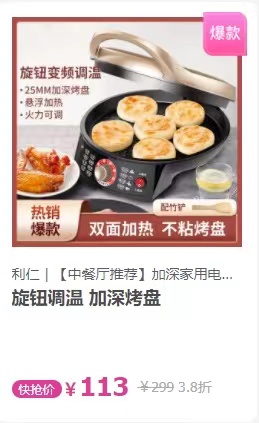 爆款
旋钮变频调温
·25MM加深烤盘
·悬浮加热
·火力可调
配竹铲
热销
爆款
双面加热 不粘烤盘
利仁 | 【中餐厅推荐】加深家用电...
旋钮调温 加深烤盘
快抢价 ¥113 ¥299 3.8折